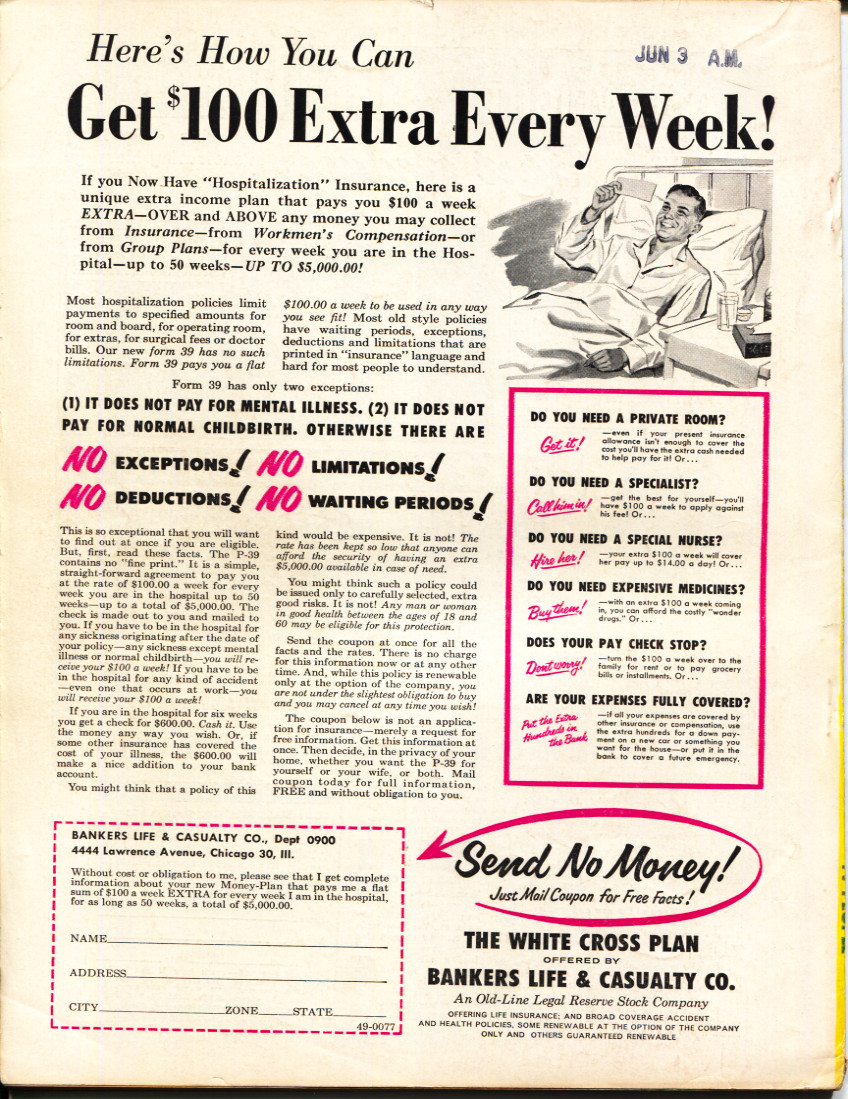 Here's How You Can
JUN 3 A.M.
Get $100 Extra Every Week!
If you Now Have "Hospitalization" Insurance, here is a
unique extra income plan that pays you $100 a week
EXTRA—OVER and ABOVE any money you may collect
from Insurance—from Workmen's Compensation—or
from Group Plans—for every week you are in the Hos-
pital—up to 50 weeks—UP TO $5,000.00!
Most hospitalization policies limit
payments to specified amounts for
room and board, for operating room,
for extras, for surgical fees or doctor
bills. Our new form 39 has no such
limitations. Form 39 pays you a flat
$100.00 a week to be used in any way
you see fit! Most old style policies
have waiting periods, exceptions,
deductions and limitations that are
printed in "insurance" language and
hard for most people to understand.
Form 39 has only two exceptions:
(1) IT DOES NOT PAY FOR MENTAL ILLNESS. (2) IT DOES NOT
PAY FOR NORMAL CHILDBIRTH. OTHERWISE THERE ARE
NO EXCEPTIONS! NO LIMITATIONS!
NO DEDUCTIONS! NO WAITING PERIODS!
This is so exceptional that you will want
to find out at once if you are eligible.
But, first, read these facts. The P-39
contains no "fine print." It is a simple,
straight-forward agreement to pay you
at the rate of $100.00 a week for every
week you are in the hospital up to 50
weeks—up to a total of $5,000.00. The
check is made out to you and mailed to
you. If you have to be in the hospital for
any sickness originating after the date of
your policy—any sickness except mental
illness or normal childbirth—you will re-
ceive your $100 a week! If you have to be
in the hospital for any kind of accident
—even one that occurs at work—you
will receive your $100 a week!
If you are in the hospital for six weeks
you get a check for $600.00. Cash it. Use
the money any way you wish. Or, if
some other insurance has covered the
cost of your illness, the $600.00 will
make a nice addition to your bank
account.
You might think that a policy of this
kind would be expensive. It is not! The
rate has been kept so low that anyone can
afford the security of having an extra
$5,000.00 available in case of need.
You might think such a policy could
be issued only to carefully selected, extra
good risks. It is not! Any man or woman
in good health between the ages of 18 and
60 may be eligible for this protection.
Send the coupon at once for all the
facts and the rates. There is no charge
for this information now or at any other
time. And, while this policy is renewable
only at the option of the company, you
are not under the slightest obligation to buy
and you may cancel at any time you wish!
The coupon below is not an applica-
tion for insurance—merely a request for
free information. Get this information at
once. Then decide, in the privacy of your
home, whether you want the P-39 for
yourself or your wife, or both. Mail
coupon today for full information,
FREE and without obligation to you.
DO YOU NEED A PRIVATE ROOM?
Get it!
—even if your present insurance
allowance isn't enough to cover the
cost you'll have the extra cash needed
to help pay for it! Or...
DO YOU NEED A SPECIALIST?
Call him in!
—get the best for yourself—you'll
have $100 a week to apply against
his fee! Or...
DO YOU NEED A SPECIAL NURSE?
Hire her!
—your extra $100 a week will cover
her pay up to $14.00 a day! Or...
DO YOU NEED EXPENSIVE MEDICINES?
Buy them!
—with an extra $100 a week coming
in, you can afford the costly "wonder
drugs." Or...
DOES YOUR PAY CHECK STOP?
Don't worry!
—turn the $100 a week over to the
family for rent or to pay grocery
bills or installments. Or...
ARE YOUR EXPENSES FULLY COVERED?
Put the Extra
Hundreds in
the Bank
—if all your expenses are covered by
other insurance or compensation, use
the extra hundreds for a down pay-
ment on a new car or something you
want for the house—or put it in the
bank to cover a future emergency.
BANKERS LIFE & CASUALTY CO., Dept 0900
4444 Lawrence Avenue, Chicago 30, Ill.
Without cost or obligation to me, please see that I get complete
information about your new Money-Plan that pays me a flat
sum of $100 a week EXTRA for every week I am in the hospital,
for as long as 50 weeks, a total of $5,000.00.
NAME
ADDRESS
CITY ZONE STATE
49-0077
Send No Money!
Just Mail Coupon for Free Facts!
THE WHITE CROSS PLAN
OFFERED BY
BANKERS LIFE & CASUALTY CO.
An Old-Line Legal Reserve Stock Company
OFFERING LIFE INSURANCE; AND BROAD COVERAGE ACCIDENT
AND HEALTH POLICIES, SOME RENEWABLE AT THE OPTION OF THE COMPANY
ONLY AND OTHERS GUARANTEED RENEWABLE